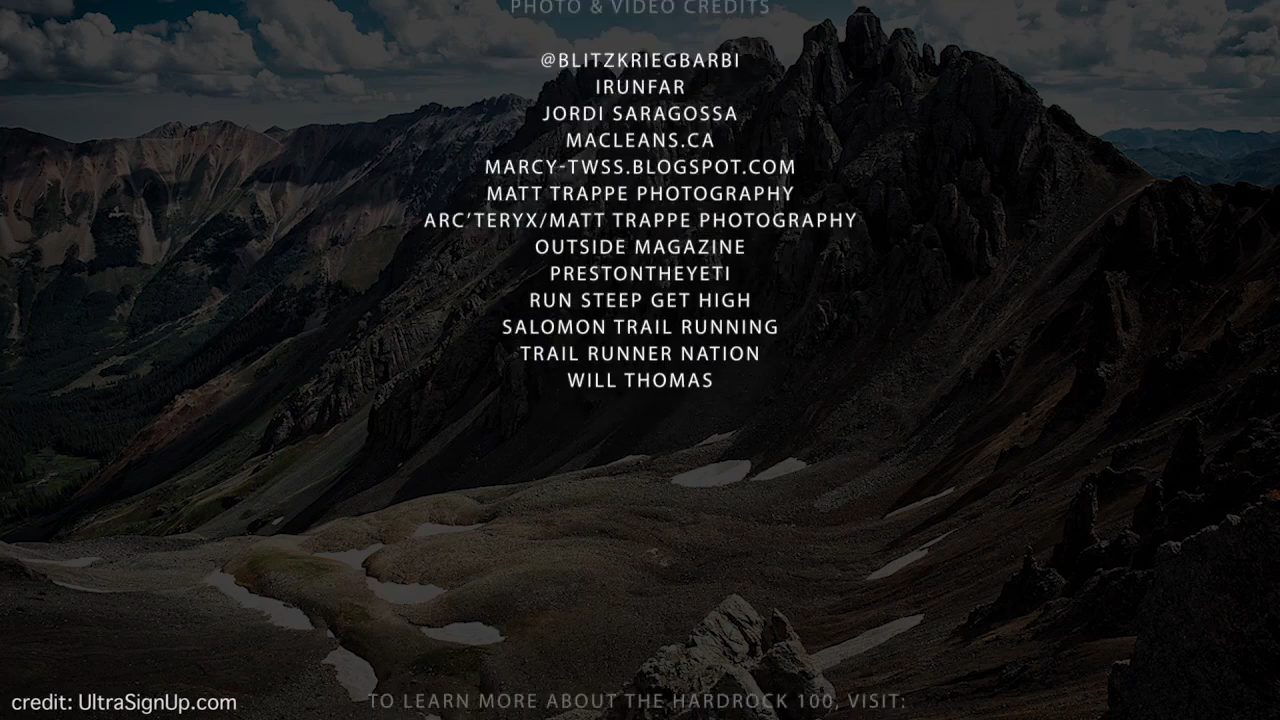 PHOTO & VIDEO CREDITS
@BLITZKRIEGBARBI
IRUNFAR
JORDI SARAGOSSA
MACLEANS.CA
MARCY-TWSS.BLOGSPOT.COM
MATT TRAPPE PHOTOGRAPHY
ARC'TERYX/MATT TRAPPE PHOTOGRAPHY
OUTSIDE MAGAZINE
PRESTONTHEYETI
RUN STEEP GET HIGH
SALOMON TRAIL RUNNING
TRAIL RUNNER NATION
WILL THOMAS
TO LEARN MORE ABOUT THE HARDROCK 100, VISIT:
credit: UltraSignUp.com